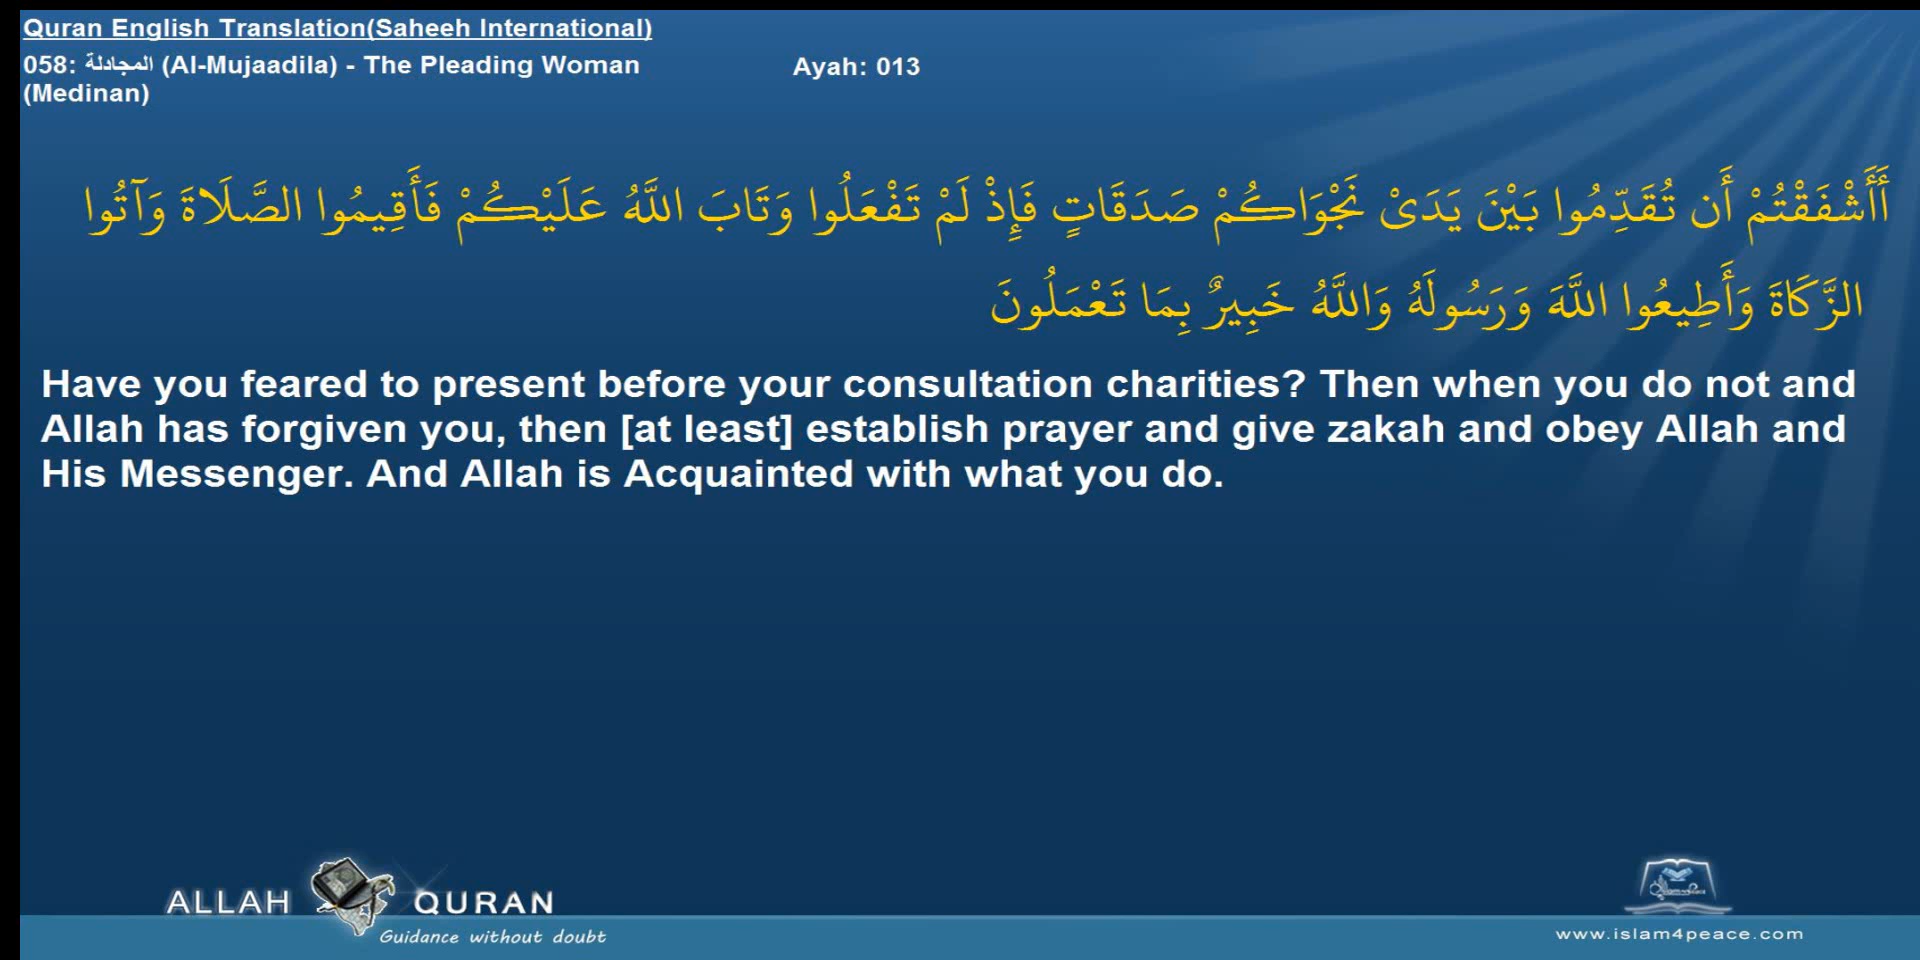 Quran English Translation(Saheeh International)
058: المجادلة (Al-Mujaadila) - The Pleading Woman
(Medinan)
Ayah: 013
أَأَشْفَقْتُمْ أَن تُقَدِّمُوا بَيْنَ يَدَىْ نَجْوَاكُمْ صَدَقَاتٍ فَإِذْ لَمْ تَفْعَلُوا وَتَابَ اللَّهُ عَلَيْكُمْ فَأَقِيمُوا الصَّلَاةَ وَآتُوا
الزَّكَاةَ وَأَطِيعُوا اللَّهَ وَرَسُولَهُ وَاللَّهُ خَبِيرٌ بِمَا تَعْمَلُونَ
Have you feared to present before your consultation charities? Then when you do not and
Allah has forgiven you, then [at least] establish prayer and give zakah and obey Allah and
His Messenger. And Allah is Acquainted with what you do.
ALLAH QURAN
Guidance without doubt
www.islam4peace.com